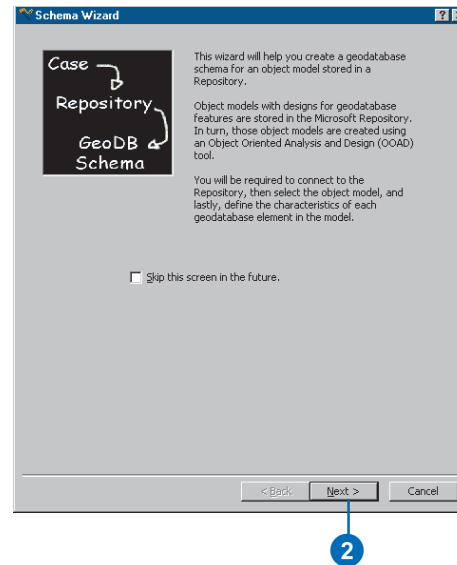 Schema Wizard
?
Case
Repository
GeoDB
Schema
This wizard will help you create a geodatabase
schema for an object model stored in a
Repository.
Object models with designs for geodatabase
features are stored in the Microsoft Repository.
In turn, those object models are created using
an Object Oriented Analysis and Design (OOAD)
tool.
You will be required to connect to the
Repository, then select the object model, and
lastly, define the characteristics of each
geodatabase element in the model.
Skip this screen in the future.
< Back Next > Cancel
2